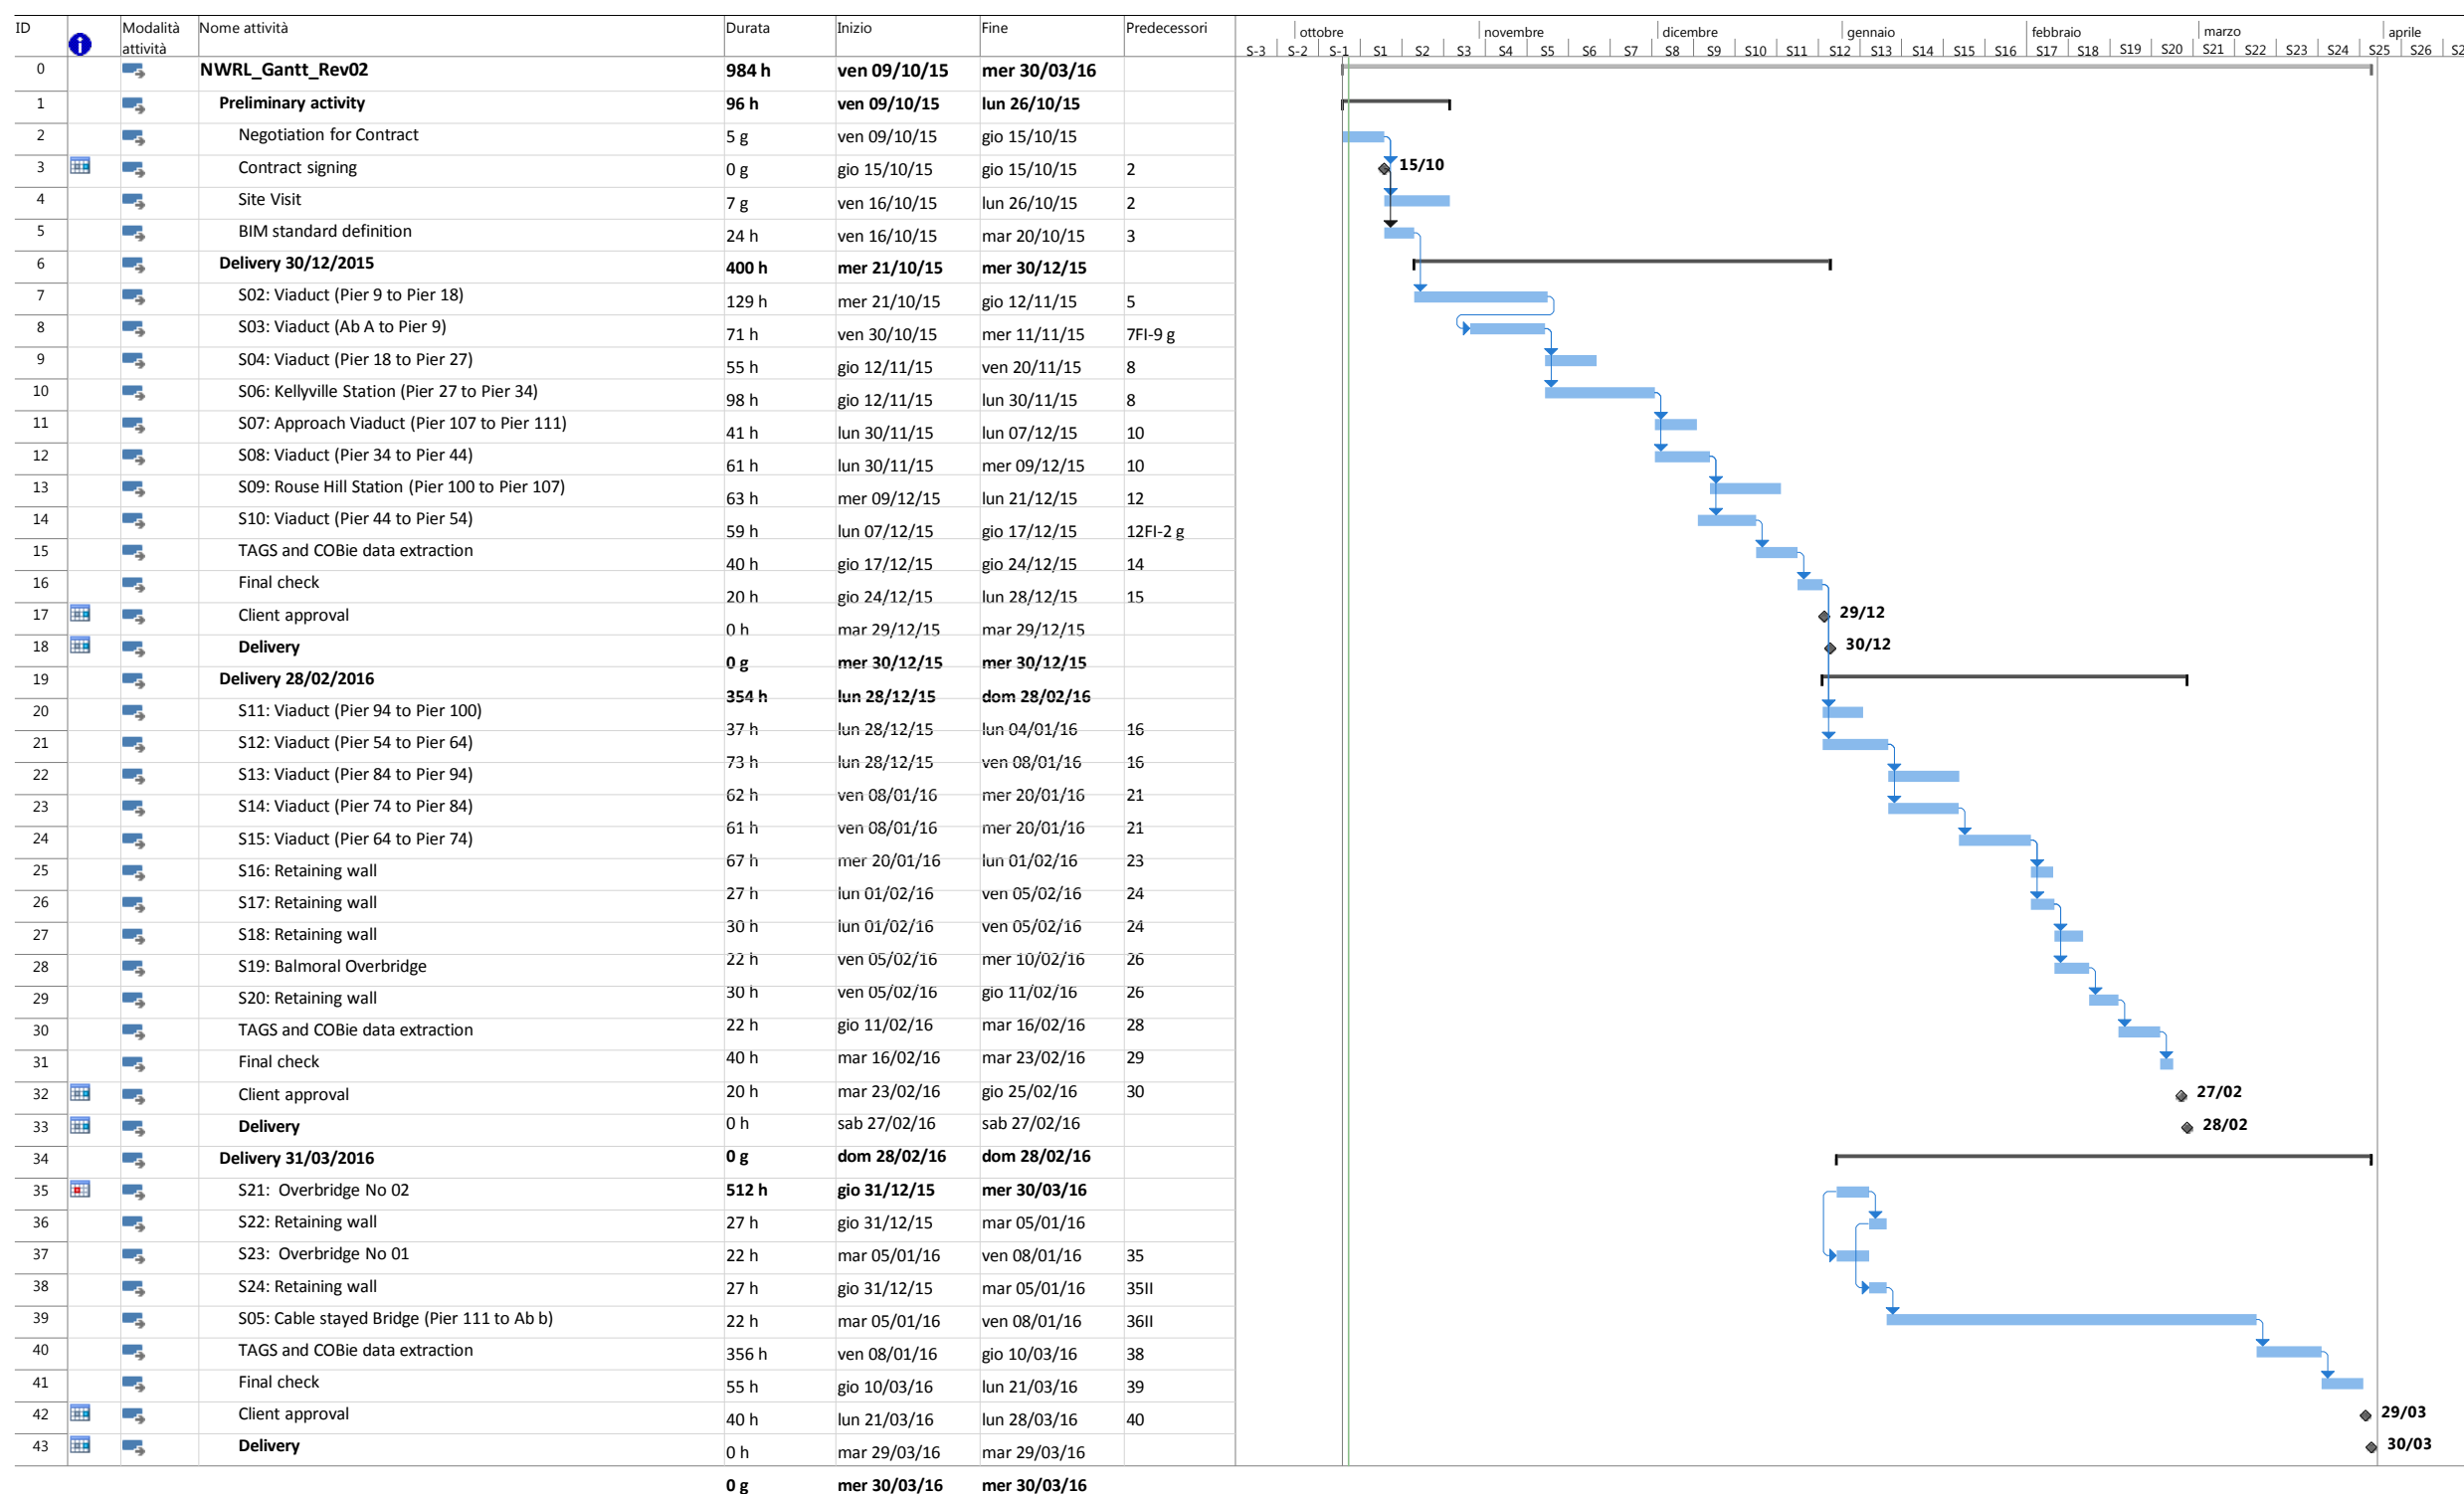 ID Modalità attività Nome attività Durata Inizio Fine Predecessori
ottobre novembre dicembre gennaio febbraio marzo aprile
S-3 S-2 S-1 S1 S2 S3 S4 S5 S6 S7 S8 S9 S10 S11 S12 S13 S14 S15 S16 S17 S18 S19 S20 S21 S22 S23 S24 S25 S26
0 NWRL_Gantt_Rev02 984 h ven 09/10/15 mer 30/03/16
1 Preliminary activity 96 h ven 09/10/15 lun 26/10/15
2 Negotiation for Contract 5 g ven 09/10/15 gio 15/10/15
3 Contract signing 0 g gio 15/10/15 gio 15/10/15 2 15/10
4 Site Visit 7 g ven 16/10/15 lun 26/10/15 2
5 BIM standard definition 24 h ven 16/10/15 mar 20/10/15 3
6 Delivery 30/12/2015 400 h mer 21/10/15 mer 30/12/15
7 S02: Viaduct (Pier 9 to Pier 18) 129 h mer 21/10/15 gio 12/11/15 5
8 S03: Viaduct (Ab A to Pier 9) 71 h ven 30/10/15 mer 11/11/15 7FI-9 g
9 S04: Viaduct (Pier 18 to Pier 27) 55 h gio 12/11/15 ven 20/11/15 8
10 S06: Kellyville Station (Pier 27 to Pier 34) 98 h gio 12/11/15 lun 30/11/15 8
11 S07: Approach Viaduct (Pier 107 to Pier 111) 41 h lun 30/11/15 lun 07/12/15 10
12 S08: Viaduct (Pier 34 to Pier 44) 61 h lun 30/11/15 mer 09/12/15 10
13 S09: Rouse Hill Station (Pier 100 to Pier 107) 63 h mer 09/12/15 lun 21/12/15 12
14 S10: Viaduct (Pier 44 to Pier 54) 59 h lun 07/12/15 gio 17/12/15 12FI-2 g
15 TAGS and COBie data extraction 40 h gio 17/12/15 gio 24/12/15 14
16 Final check 20 h gio 24/12/15 lun 28/12/15 15
17 Client approval 0 h mar 29/12/15 mar 29/12/15 29/12
18 Delivery 0 g mer 30/12/15 mer 30/12/15 30/12
19 Delivery 28/02/2016 354 h lun 28/12/15 dom 28/02/16
20 S11: Viaduct (Pier 94 to Pier 100) 37 h lun 28/12/15 lun 04/01/16 16
21 S12: Viaduct (Pier 54 to Pier 64) 73 h lun 28/12/15 ven 08/01/16 16
22 S13: Viaduct (Pier 84 to Pier 94) 62 h ven 08/01/16 mer 20/01/16 21
23 S14: Viaduct (Pier 74 to Pier 84) 61 h ven 08/01/16 mer 20/01/16 21
24 S15: Viaduct (Pier 64 to Pier 74) 67 h mer 20/01/16 lun 01/02/16 23
25 S16: Retaining wall 27 h lun 01/02/16 ven 05/02/16 24
26 S17: Retaining wall 30 h lun 01/02/16 ven 05/02/16 24
27 S18: Retaining wall 22 h ven 05/02/16 mer 10/02/16 26
28 S19: Balmoral Overbridge 30 h ven 05/02/16 gio 11/02/16 26
29 S20: Retaining wall 22 h gio 11/02/16 mar 16/02/16 28
30 TAGS and COBie data extraction 40 h mar 16/02/16 mar 23/02/16 29
31 Final check 20 h mar 23/02/16 gio 25/02/16 30
32 Client approval 0 h sab 27/02/16 sab 27/02/16 27/02
33 Delivery 0 g dom 28/02/16 dom 28/02/16 28/02
34 Delivery 31/03/2016 512 h gio 31/12/15 mer 30/03/16
35 S21: Overbridge No 02 27 h gio 31/12/15 mar 05/01/16
36 S22: Retaining wall 22 h mar 05/01/16 ven 08/01/16 35
37 S23: Overbridge No 01 27 h gio 31/12/15 mar 05/01/16 35II
38 S24: Retaining wall 22 h mar 05/01/16 ven 08/01/16 36II
39 S05: Cable stayed Bridge (Pier 111 to Ab b) 356 h ven 08/01/16 gio 10/03/16 38
40 TAGS and COBie data extraction 55 h gio 10/03/16 lun 21/03/16 39
41 Final check 40 h lun 21/03/16 lun 28/03/16 40
42 Client approval 0 h mar 29/03/16 mar 29/03/16 29/03
43 Delivery 0 g mer 30/03/16 mer 30/03/16 30/03